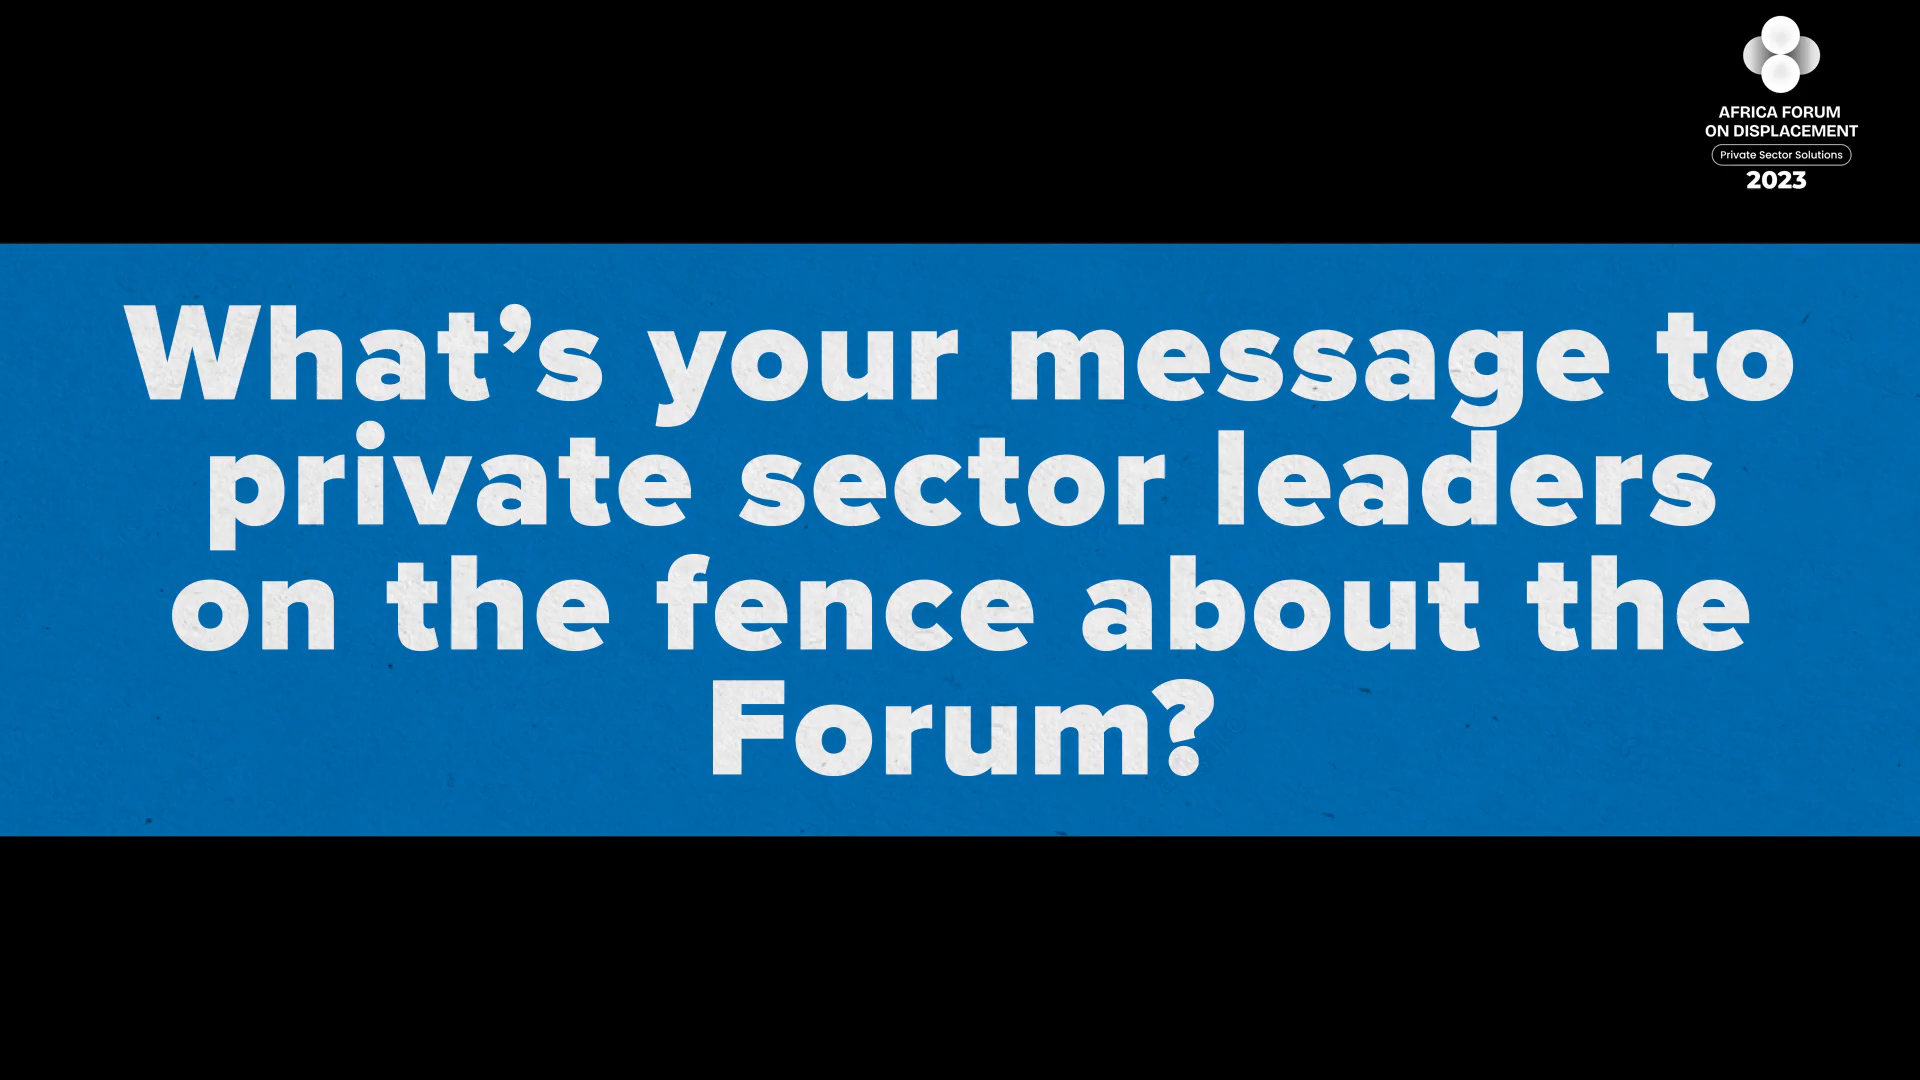 AFRICA FORUM
ON DISPLACEMENT
Private Sector Solutions
2023
What’s your message to
private sector leaders
on the fence about the
Forum?